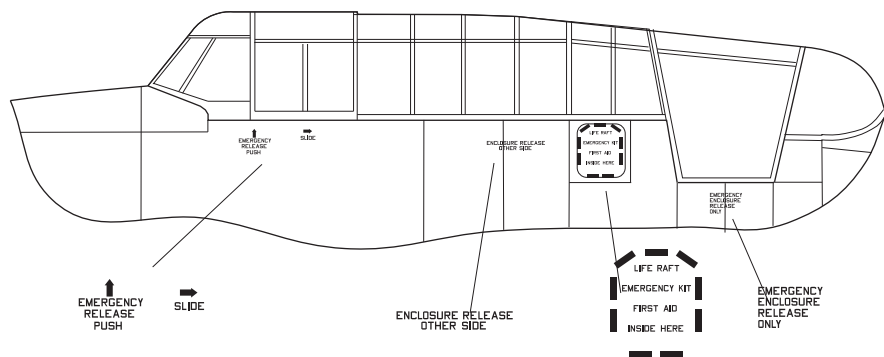 EMERGENCY
RELEASE
PUSH
SLIDE
ENCLOSURE RELEASE
OTHER SIDE
LIFE RAFT
EMERGENCY KIT
FIRST AID
INSIDE HERE
EMERGENCY
ENCLOSURE
RELEASE
ONLY
EMERGENCY
RELEASE
PUSH
SLIDE
ENCLOSURE RELEASE
OTHER SIDE
LIFE RAFT
EMERGENCY KIT
FIRST AID
INSIDE HERE
EMERGENCY
ENCLOSURE
RELEASE
ONLY